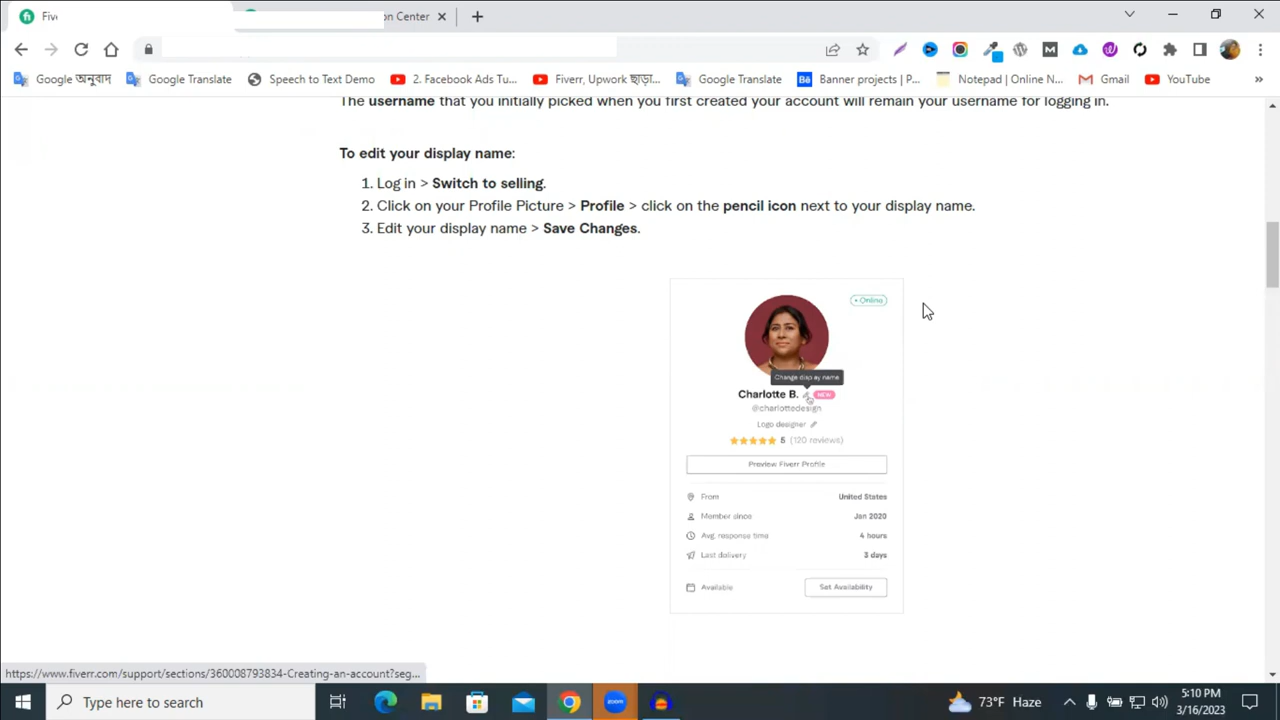 Five
on Center
Google অনুবাদ
Google Translate
Speech to Text Demo
2. Facebook Ads Tu...
Fiverr, Upwork ছাড়া...
Google Translate
Banner projects | P...
Notepad | Online N...
Gmail
YouTube
The username that you initially picked when you first created your account will remain your username for logging in.
To edit your display name:
1. Log in > Switch to selling.
2. Click on your Profile Picture > Profile > click on the pencil icon next to your display name.
3. Edit your display name > Save Changes.
• Online
Change display name
Charlotte B. NEW
@charlottedesign
Logo designer
5 (120 reviews)
Preview Fiverr Profile
From United States
Member since Jan 2020
Avg. response time 4 hours
Last delivery 3 days
Available Set Availability
https://www.fiverr.com/support/sections/360008793834-Creating-an-account?seg...
Type here to search
zoom
73°F Haze
5:10 PM
3/16/2023